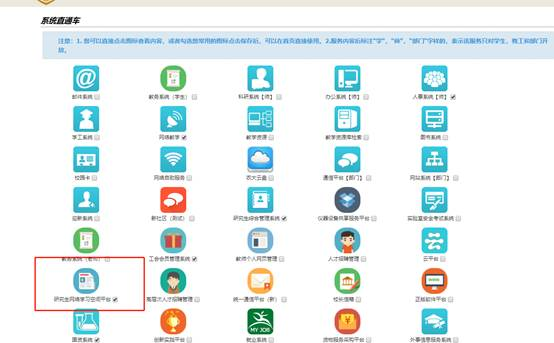 系统直通车
注意：1. 您可以直接点击图标查看内容，或者勾选您常用的图标点击保存后，可以在首页直接使用。2.服务内容后标注"学"、"师"、"部门"字样的，表示该服务只对学生、教工和部门开放。
邮件系统
教务系统（学生）
科研系统【师】
办公系统【师】
人事系统【师】
学工系统
网络教学
教学资源
教学资源库检索
图书系统
校园卡
网络自助服务
农大云盘
通信平台【部门】
网站系统【部门】
迎新系统
新社区（测试）
研究生综合管理系统
仪器设备共享服务平台
实验室安全考试系统
工会会员管理系统
教师个人网页管理
人才招聘管理
云平台
研究生网络学习空间平台
高层次人才招聘管理
统一通信平台（新）
校长信箱
正版软件平台
MY JOB
国资系统
创新实践平台
就业系统
货物服务采购平台
外事信息服务系统